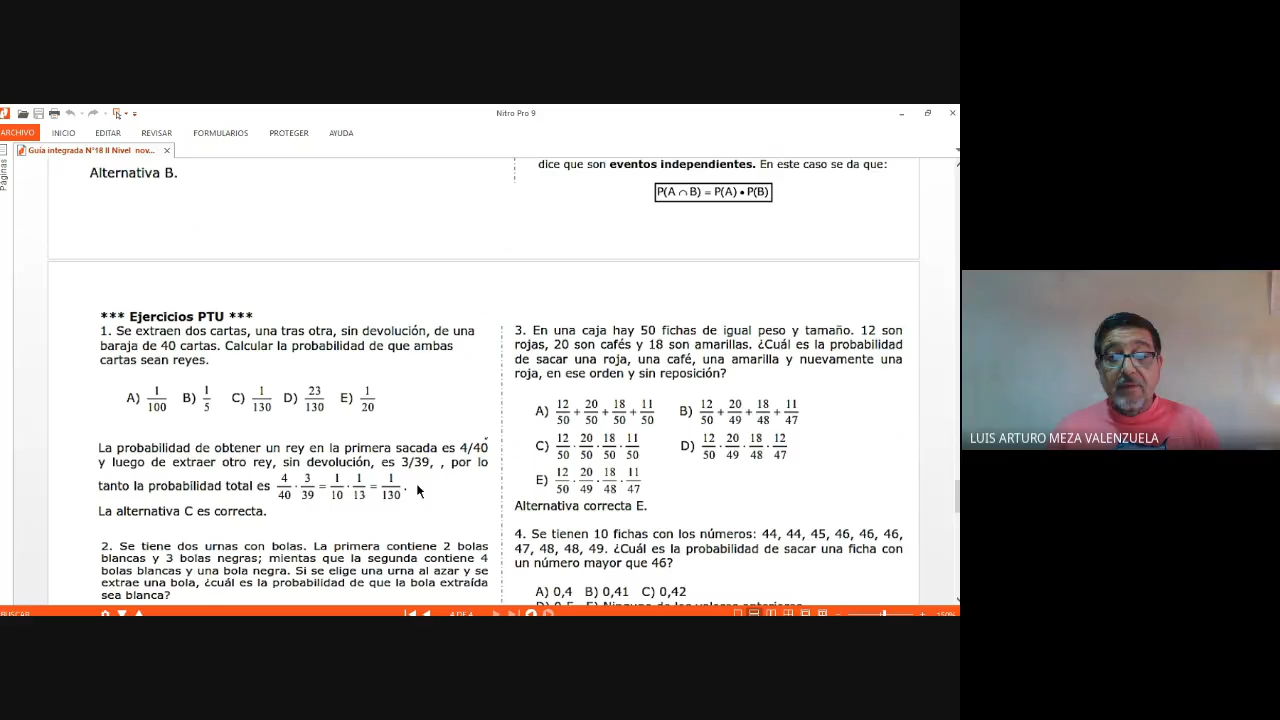 Nitro Pro 9
ARCHIVO INICIO EDITAR REVISAR FORMULARIOS PROTEGER AYUDA
Guía integrada N°18 II Nivel nov... ×
Páginas
Alternativa B.
dice que son eventos independientes. En este caso se da que:
P(A ∩ B) = P(A) • P(B)
*** Ejercicios PTU ***
1. Se extraen dos cartas, una tras otra, sin devolución, de una
baraja de 40 cartas. Calcular la probabilidad de que ambas
cartas sean reyes.
A) 1/100 B) 1/5 C) 1/130 D) 23/130 E) 1/20
La probabilidad de obtener un rey en la primera sacada es 4/40
y luego de extraer otro rey, sin devolución, es 3/39, , por lo
tanto la probabilidad total es 4/40 · 3/39 = 1/10 · 1/13 = 1/130 .
La alternativa C es correcta.
2. Se tiene dos urnas con bolas. La primera contiene 2 bolas
blancas y 3 bolas negras; mientas que la segunda contiene 4
bolas blancas y una bola negra. Si se elige una urna al azar y se
extrae una bola, ¿cuál es la probabilidad de que la bola extraída
sea blanca?
3. En una caja hay 50 fichas de igual peso y tamaño. 12 son
rojas, 20 son cafés y 18 son amarillas. ¿Cuál es la probabilidad
de sacar una roja, una café, una amarilla y nuevamente una
roja, en ese orden y sin reposición?
A) 12/50 + 20/50 + 18/50 + 11/50 B) 12/50 + 20/49 + 18/48 + 11/47
C) 12/50 · 20/50 · 18/50 · 11/50 D) 12/50 · 20/49 · 18/48 · 12/47
E) 12/50 · 20/49 · 18/48 · 11/47
Alternativa correcta E.
4. Se tienen 10 fichas con los números: 44, 44, 45, 46, 46, 46,
47, 48, 48, 49. ¿Cuál es la probabilidad de sacar una ficha con
un número mayor que 46?
A) 0,4 B) 0,41 C) 0,42
D) 0,5 E) Ninguno de los valores anteriores
BUSCAR
4 DE 4
150%
LUIS ARTURO MEZA VALENZUELA